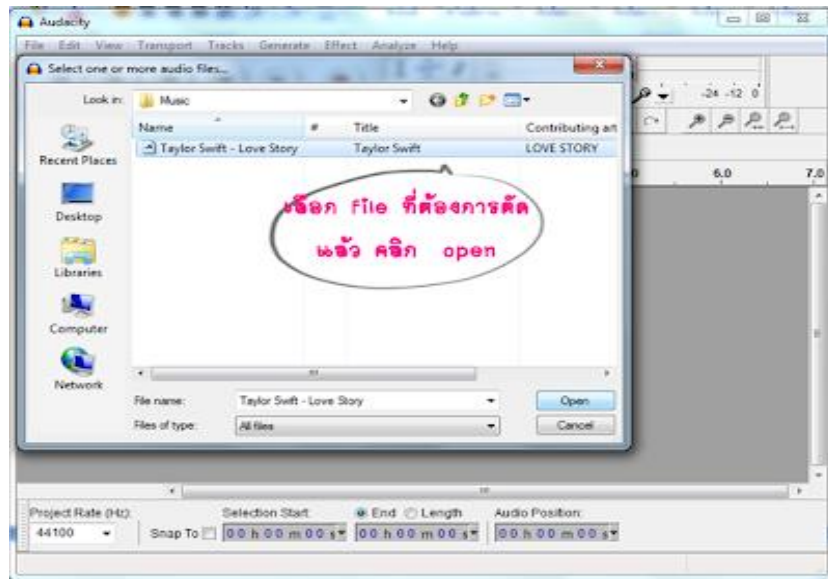 Audacity
File Edit View Transport Tracks Generate Effect Analyze Help
Select one or more audio files...
Look in: Music
-24 -12 0
Name # Title Contributing art
Taylor Swift - Love Story Taylor Swift LOVE STORY
6.0 7.0
Recent Places
Desktop
Libraries
Computer
Network
เลือก File ที่ต้องการตัด
แล้ว คลิก open
File name: Taylor Swift - Love Story Open
Files of type: All files Cancel
Project Rate (Hz): Selection Start: End Length Audio Position:
44100 Snap To 00 h 00 m 00 s 00 h 00 m 00 s 00 h 00 m 00 s